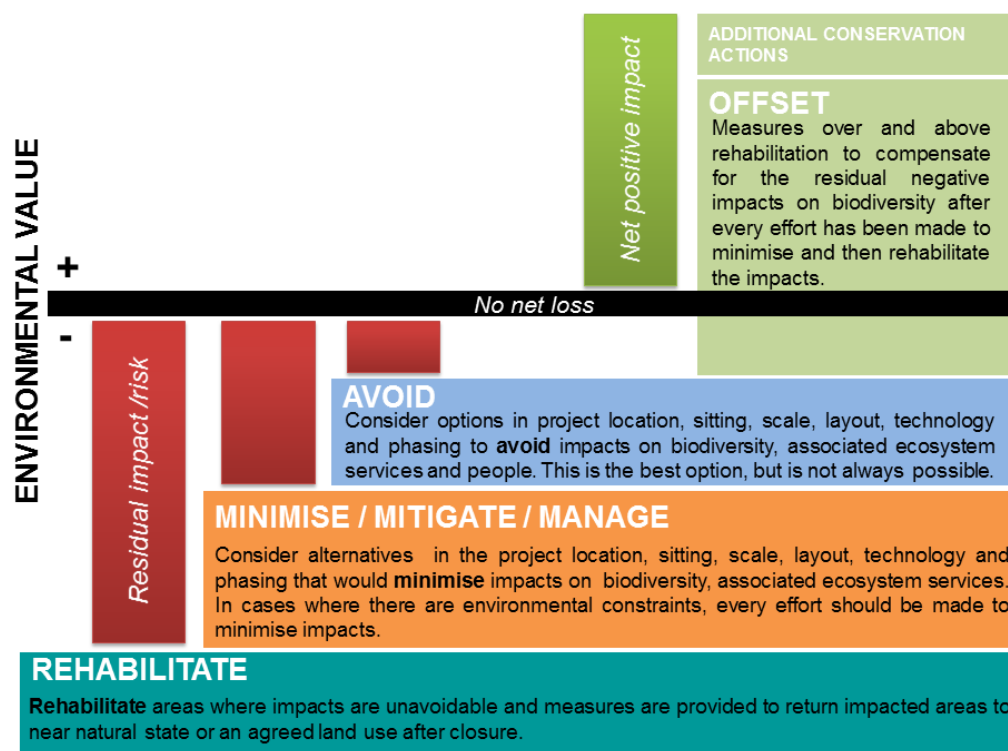 ADDITIONAL CONSERVATION
ACTIONS
OFFSET
Measures over and above
rehabilitation to compensate
for the residual negative
impacts on biodiversity after
every effort has been made to
minimise and then rehabilitate
the impacts.
Net positive impact
ENVIRONMENTAL VALUE
+
No net loss
-
Residual impact /risk
AVOID
Consider options in project location, sitting, scale, layout, technology
and phasing to avoid impacts on biodiversity, associated ecosystem
services and people. This is the best option, but is not always possible.
MINIMISE / MITIGATE / MANAGE
Consider alternatives in the project location, sitting, scale, layout, technology and
phasing that would minimise impacts on biodiversity, associated ecosystem services.
In cases where there are environmental constraints, every effort should be made to
minimise impacts.
REHABILITATE
Rehabilitate areas where impacts are unavoidable and measures are provided to return impacted areas to
near natural state or an agreed land use after closure.